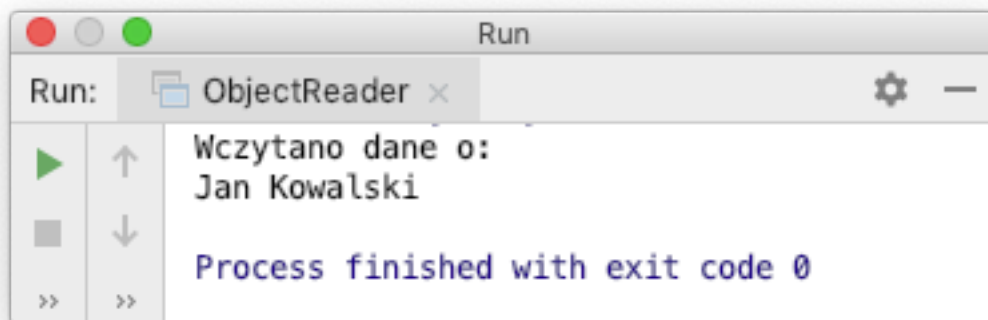 Run
Run: ObjectReader
Wczytano dane o:
Jan Kowalski
Process finished with exit code 0